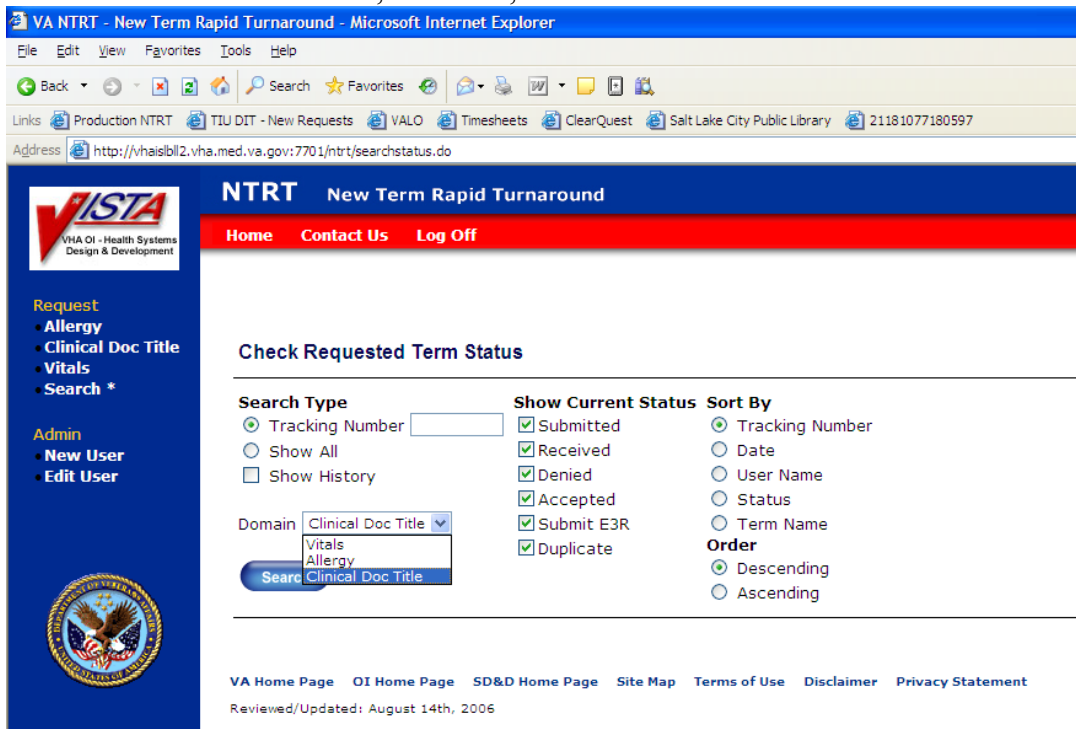 VA NTRT - New Term Rapid Turnaround - Microsoft Internet Explorer
File Edit View Favorites Tools Help
Back Search Favorites
Links Production NTRT TIU DIT - New Requests VALO Timesheets ClearQuest Salt Lake City Public Library 21181077180597
Address http://vhaislbll2.vha.med.va.gov:7701/ntrt/searchstatus.do
VISTA
VHA OI - Health Systems
Design & Development
NTRT New Term Rapid Turnaround
Home Contact Us Log Off
Request
Allergy
Clinical Doc Title
Vitals
Search *
Admin
New User
Edit User
Check Requested Term Status
Search Type
Tracking Number
Show All
Show History
Domain Clinical Doc Title
Vitals
Allergy
Clinical Doc Title
Searc
Show Current Status
Submitted
Received
Denied
Accepted
Submit E3R
Duplicate
Sort By
Tracking Number
Date
User Name
Status
Term Name
Order
Descending
Ascending
VA Home Page OI Home Page SD&D Home Page Site Map Terms of Use Disclaimer Privacy Statement
Reviewed/Updated: August 14th, 2006